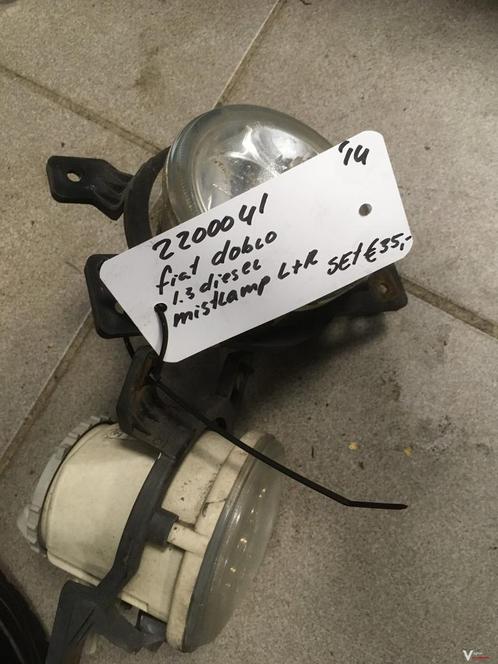 '14
2200041
fiat doblo
1.3 diesel
mistlamp L+R SET €35,-